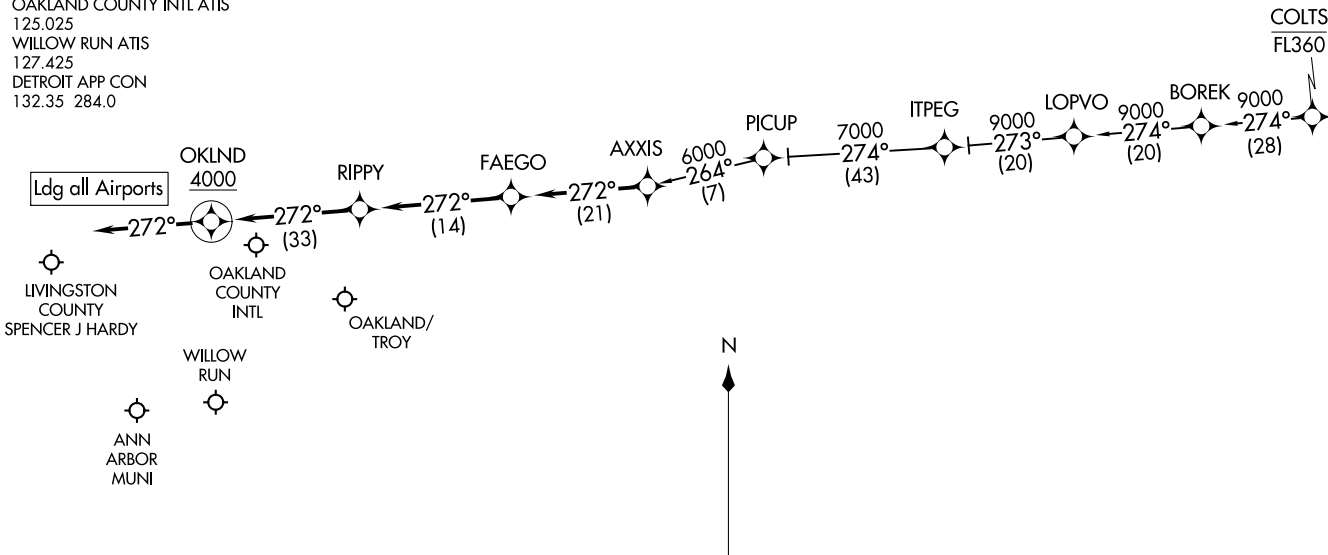 OAKLAND COUNTY INTL ATIS
125.025
WILLOW RUN ATIS
127.425
DETROIT APP CON
132.35 284.0
COLTS
FL360
BOREK
9000
274°
(28)
LOPVO
9000
274°
(20)
ITPEG
9000
273°
(20)
PICUP
7000
274°
(43)
AXXIS
6000
264°
(7)
FAEGO
272°
(21)
RIPPY
272°
(14)
OKLND
4000
272°
(33)
Ldg all Airports
272°
LIVINGSTON
COUNTY
SPENCER J HARDY
OAKLAND
COUNTY
INTL
OAKLAND/
TROY
WILLOW
RUN
ANN
ARBOR
MUNI
N